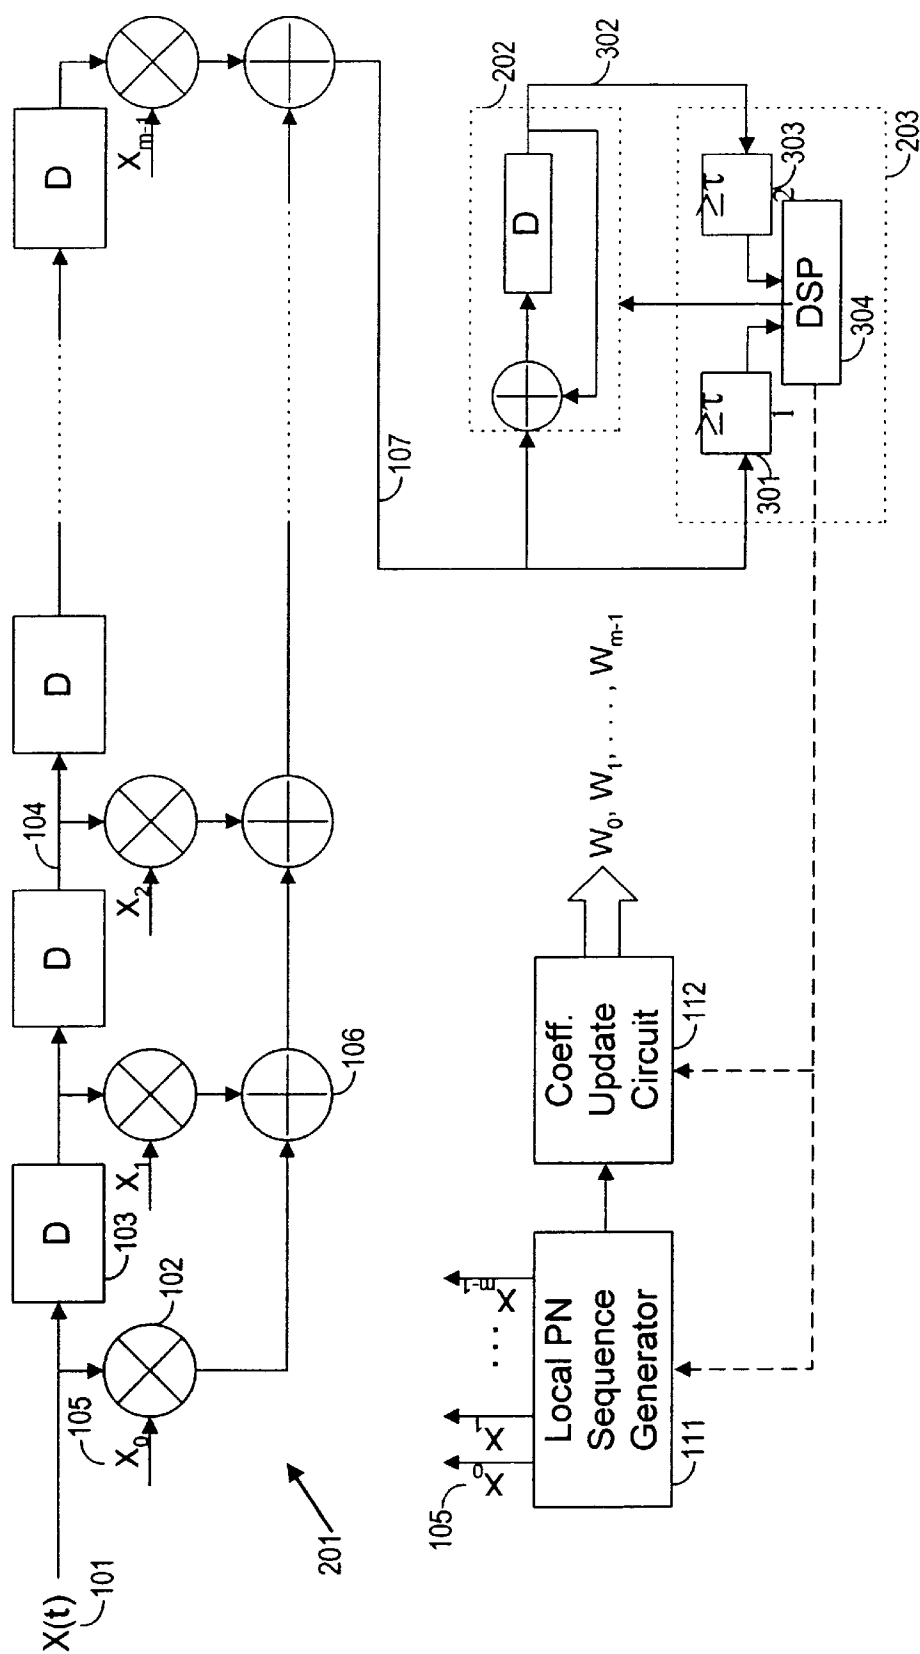 X(t)
101
D
D
D
D
103
104
105
X₀
102
X₁
X₂
Xₘ₋₁
106
201
107
202
302
D
≥τ
1
301
≥τ
2
303
DSP
304
203
105
X₀
X₁
...
Xₘ₋₁
Local PN
Sequence
Generator
111
Coeff.
Update
Circuit
112
W₀, W₁, . . . . , Wₘ₋₁